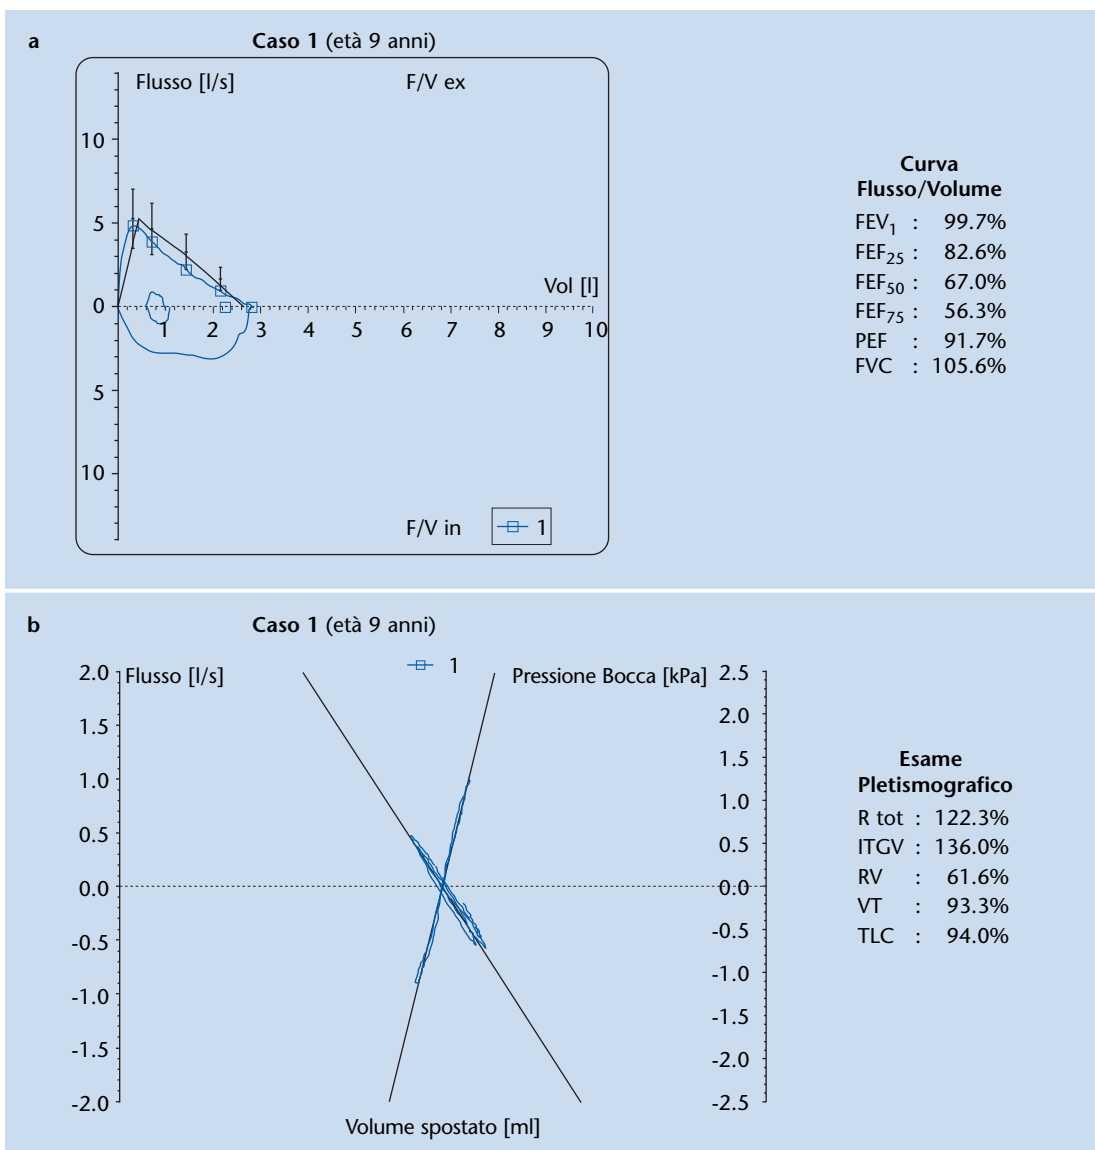 a
Caso 1 (età 9 anni)
Flusso [l/s]
F/V ex
10
5
0
5
10
Vol [l]
1 2 3 4 5 6 7 8 9 10
F/V in
1
Curva
Flusso/Volume
FEV1 : 99.7%
FEF25 : 82.6%
FEF50 : 67.0%
FEF75 : 56.3%
PEF : 91.7%
FVC : 105.6%
b
Caso 1 (età 9 anni)
1
Flusso [l/s]
2.0
1.5
1.0
0.5
0.0
-0.5
-1.0
-1.5
-2.0
Pressione Bocca [kPa]
2.5
2.0
1.5
1.0
0.5
0.0
-0.5
-1.0
-1.5
-2.0
-2.5
Volume spostato [ml]
Esame
Pletismografico
R tot : 122.3%
ITGV : 136.0%
RV : 61.6%
VT : 93.3%
TLC : 94.0%